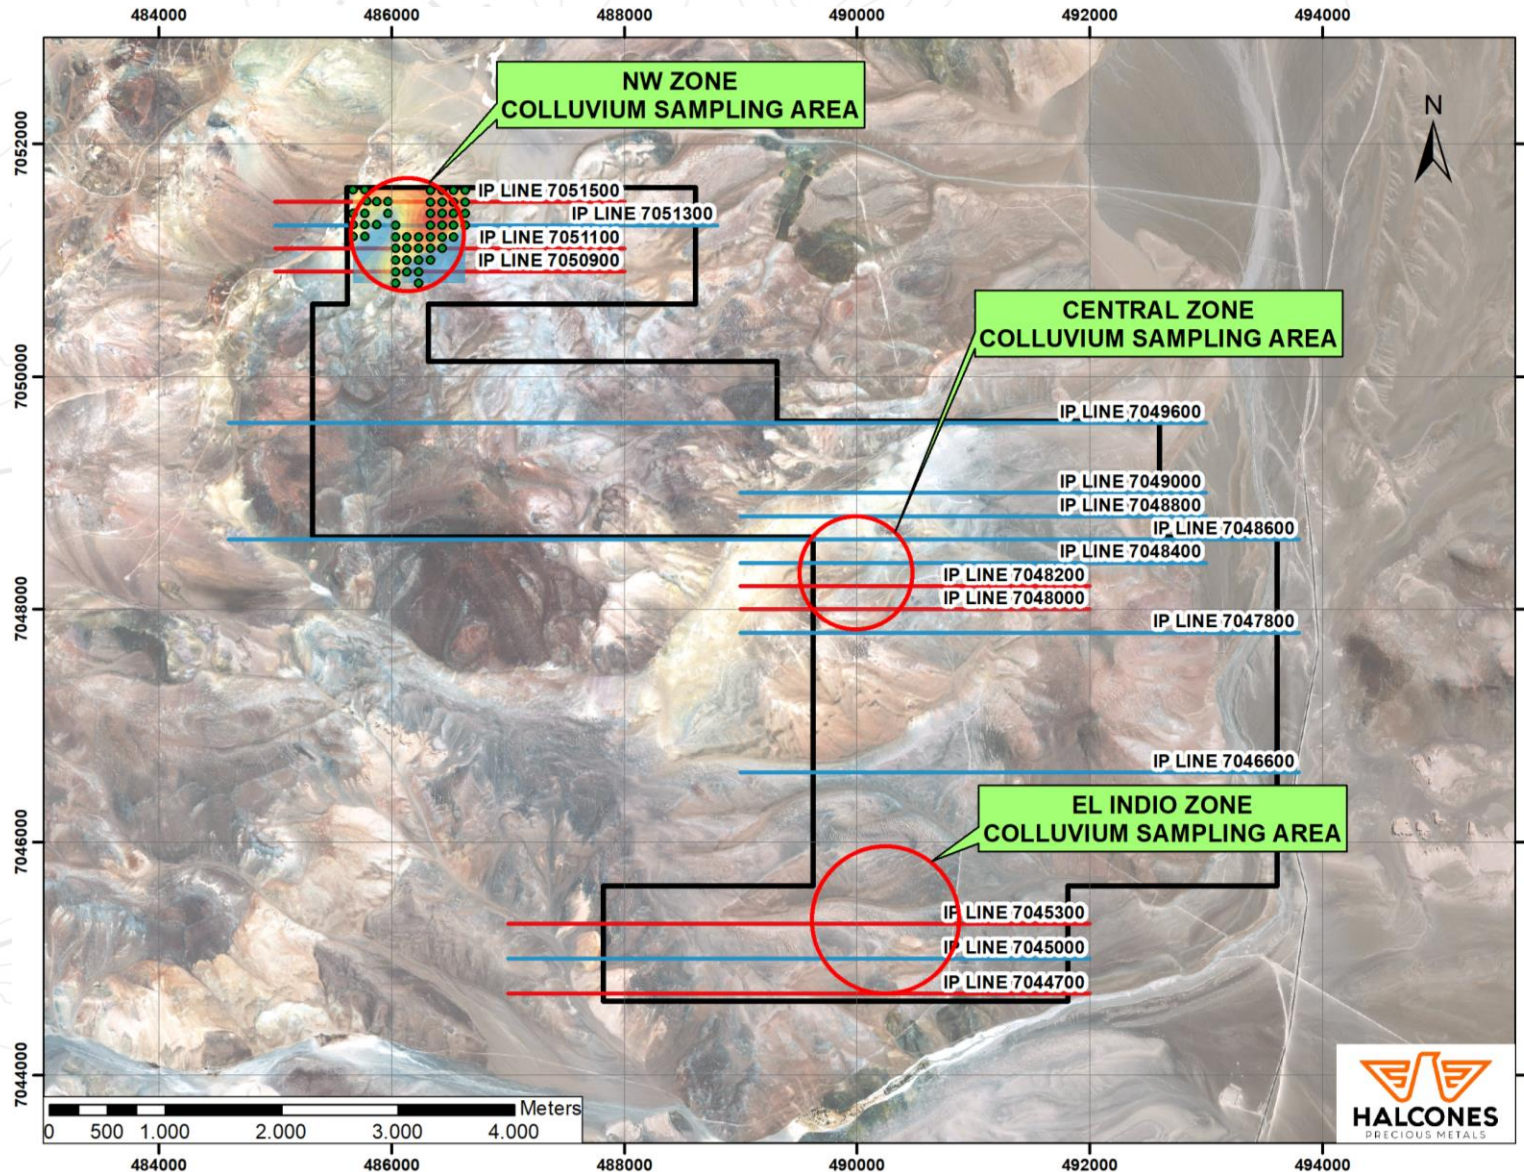 484000
486000
488000
490000
492000
494000
NW ZONE
COLLUVIUM SAMPLING AREA
N
7052000
IP LINE 7051500
IP LINE 7051300
IP LINE 7051100
IP LINE 7050900
CENTRAL ZONE
COLLUVIUM SAMPLING AREA
7050000
IP LINE 7049600
IP LINE 7049000
IP LINE 7048800
IP LINE 7048600
IP LINE 7048400
IP LINE 7048200
IP LINE 7048000
7048000
IP LINE 7047800
IP LINE 7046600
EL INDIO ZONE
COLLUVIUM SAMPLING AREA
7046000
IP LINE 7045300
IP LINE 7045000
IP LINE 7044700
7044000
Meters
0 500 1.000 2.000 3.000 4.000
HALCONES
PRECIOUS METALS
484000
486000
488000
490000
492000
494000